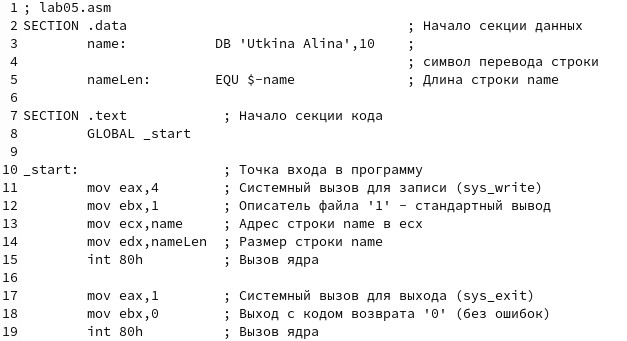 1 ; lab05.asm
2 SECTION .data ; Начало секции данных
3 name: DB 'Utkina Alina',10 ;
4 ; символ перевода строки
5 nameLen: EQU $-name ; Длина строки name
6
7 SECTION .text ; Начало секции кода
8 GLOBAL _start
9
10 _start: ; Точка входа в программу
11 mov eax,4 ; Системный вызов для записи (sys_write)
12 mov ebx,1 ; Описатель файла '1' - стандартный вывод
13 mov ecx,name ; Адрес строки name в ecx
14 mov edx,nameLen ; Размер строки name
15 int 80h ; Вызов ядра
16
17 mov eax,1 ; Системный вызов для выхода (sys_exit)
18 mov ebx,0 ; Выход с кодом возврата '0' (без ошибок)
19 int 80h ; Вызов ядра